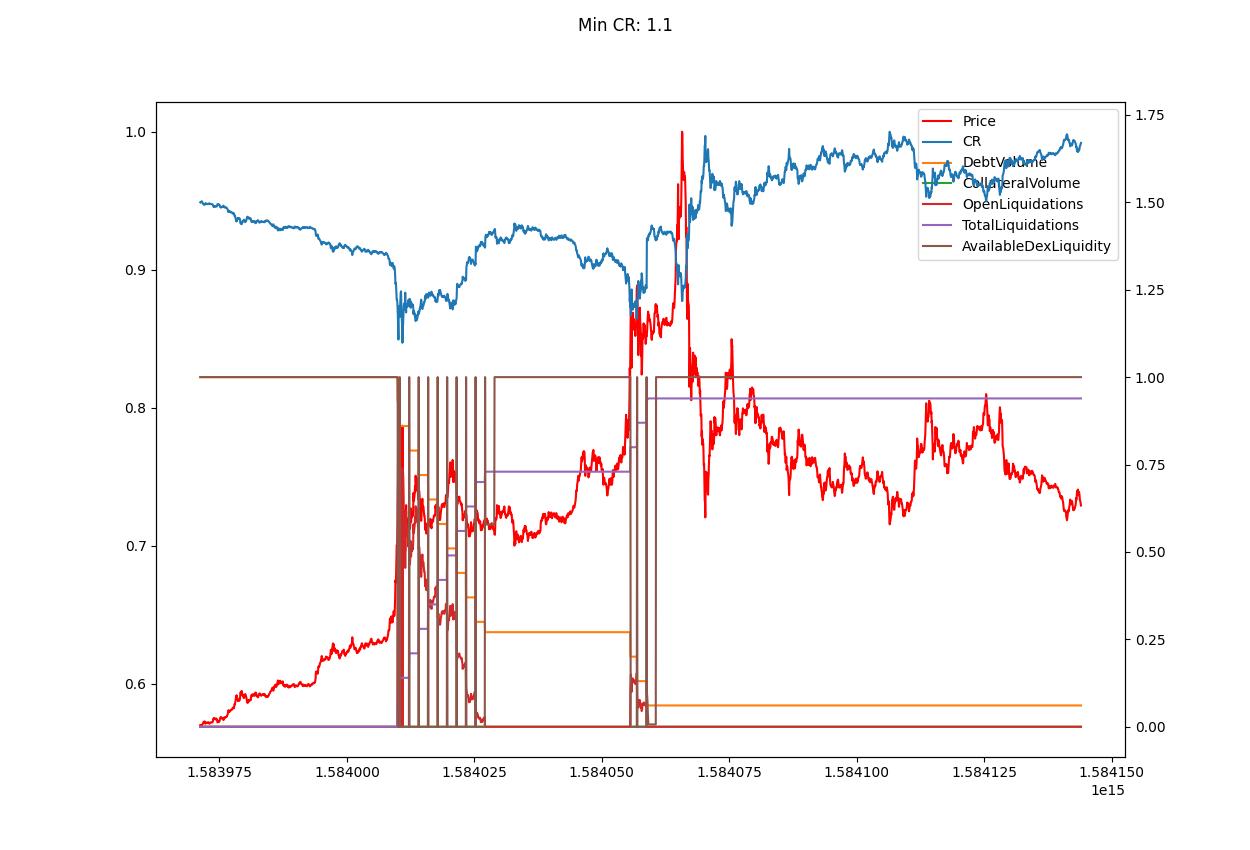 Min CR: 1.1
1.0
0.9
0.8
0.7
0.6
1.75
1.50
1.25
1.00
0.75
0.50
0.25
0.00
Price
CR
DebtVolume
CollateralVolume
OpenLiquidations
TotalLiquidations
AvailableDexLiquidity
1.583975 1.584000 1.584025 1.584050 1.584075 1.584100 1.584125 1.584150
1e15